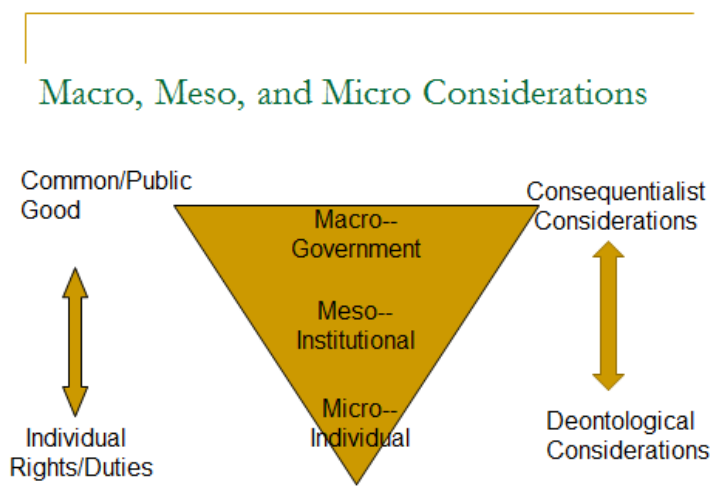 Macro, Meso, and Micro Considerations
Common/Public
Good
Macro--
Government
Meso--
Institutional
Micro--
Individual
Individual
Rights/Duties
Consequentialist
Considerations
Deontological
Considerations